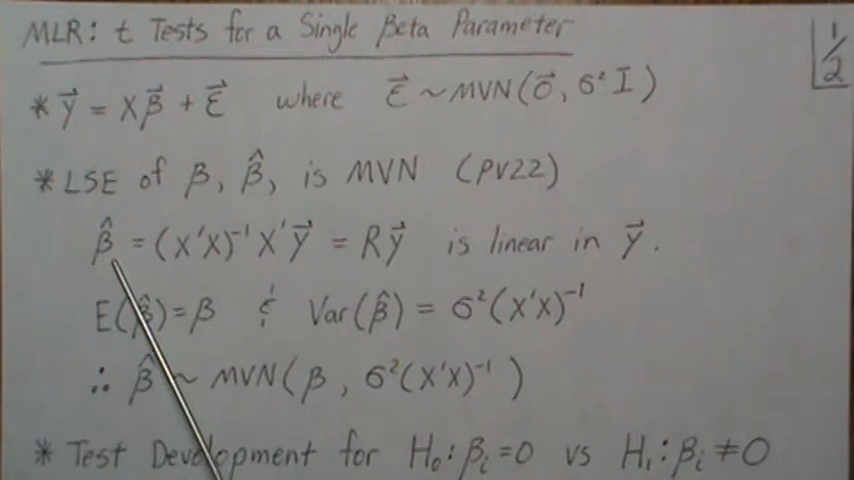 MLR: t Tests for a Single Beta Parameter
1/2
* y⃗ = Xβ⃗ + ε⃗ where ε⃗ ~ MVN(0⃗, σ²I)
* LSE of β, β̂, is MVN (PV22)
β̂ = (X'X)⁻¹X'y⃗ = Ry⃗ is linear in y⃗.
E(β̂) = β & Var(β̂) = σ²(X'X)⁻¹
∴ β̂ ~ MVN(β, σ²(X'X)⁻¹)
* Test Development for H₀: βᵢ=0 vs H₁: βᵢ≠0